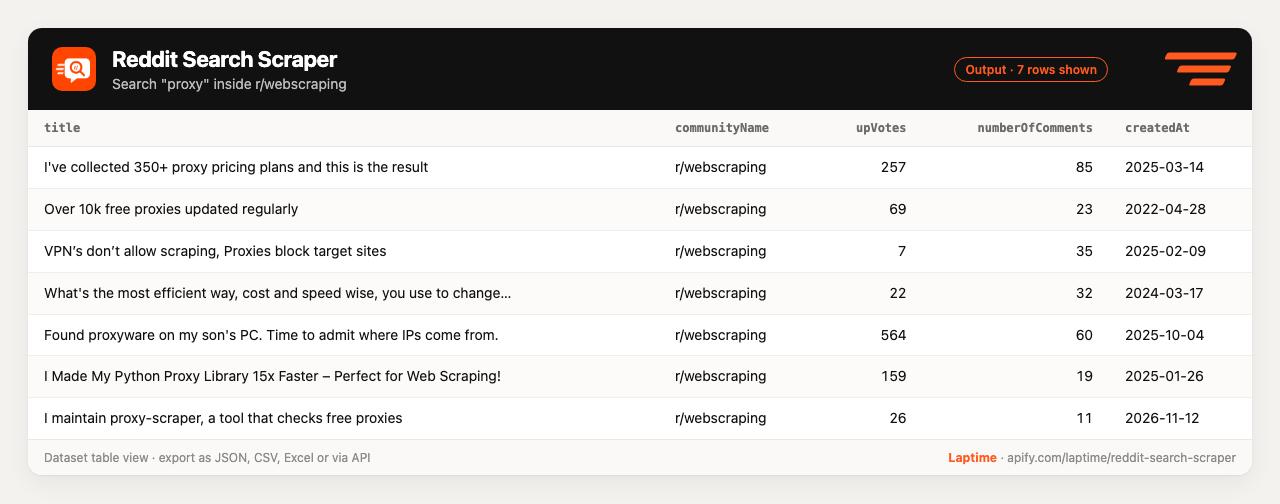 Reddit Search Scraper
Search "proxy" inside r/webscraping
Output · 7 rows shown
title communityName upVotes numberOfComments createdAt
I've collected 350+ proxy pricing plans and this is the result r/webscraping 257 85 2025-03-14
Over 10k free proxies updated regularly r/webscraping 69 23 2022-04-28
VPN’s don’t allow scraping, Proxies block target sites r/webscraping 7 35 2025-02-09
What's the most efficient way, cost and speed wise, you use to change… r/webscraping 22 32 2024-03-17
Found proxyware on my son's PC. Time to admit where IPs come from. r/webscraping 564 60 2025-10-04
I Made My Python Proxy Library 15x Faster – Perfect for Web Scraping! r/webscraping 159 19 2025-01-26
I maintain proxy-scraper, a tool that checks free proxies r/webscraping 26 11 2026-11-12
Dataset table view · export as JSON, CSV, Excel or via API
Laptime · apify.com/laptime/reddit-search-scraper